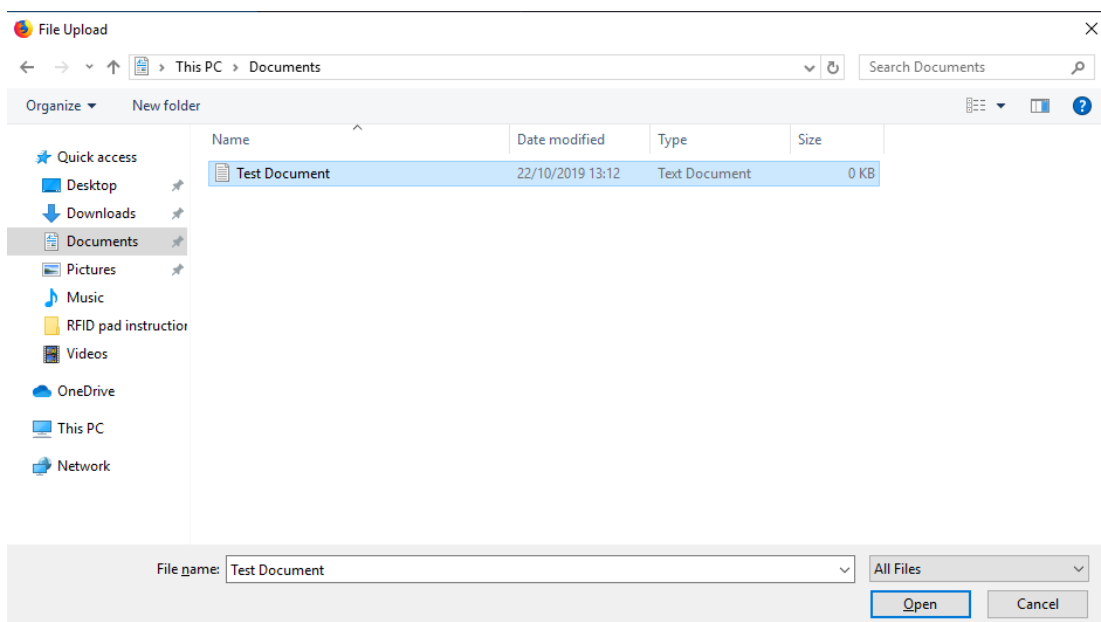 File Upload
This PC > Documents
Search Documents
Organize
New folder
Name
Date modified
Type
Size
Quick access
Desktop
Downloads
Documents
Pictures
Music
RFID pad instruction
Videos
OneDrive
This PC
Network
Test Document 22/10/2019 13:12 Text Document 0 KB
File name: Test Document
All Files
Open
Cancel